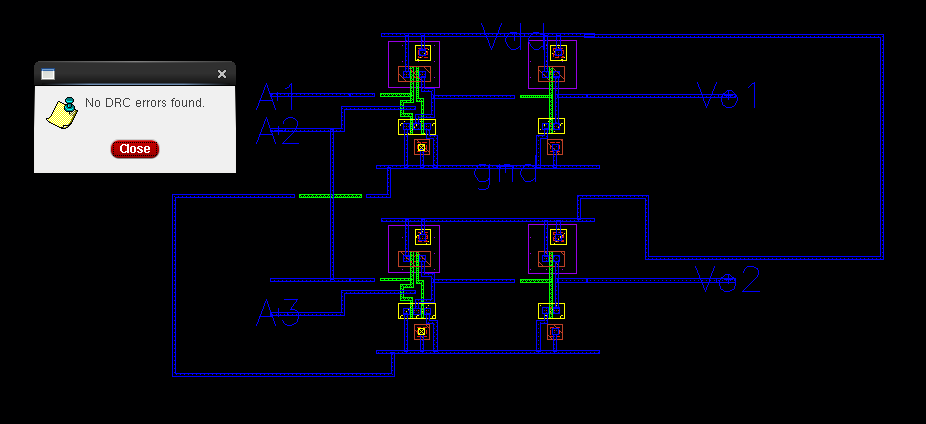 Vdd
No DRC errors found.
A1
Vo1
A2
Close
gnd
Vo2
A3